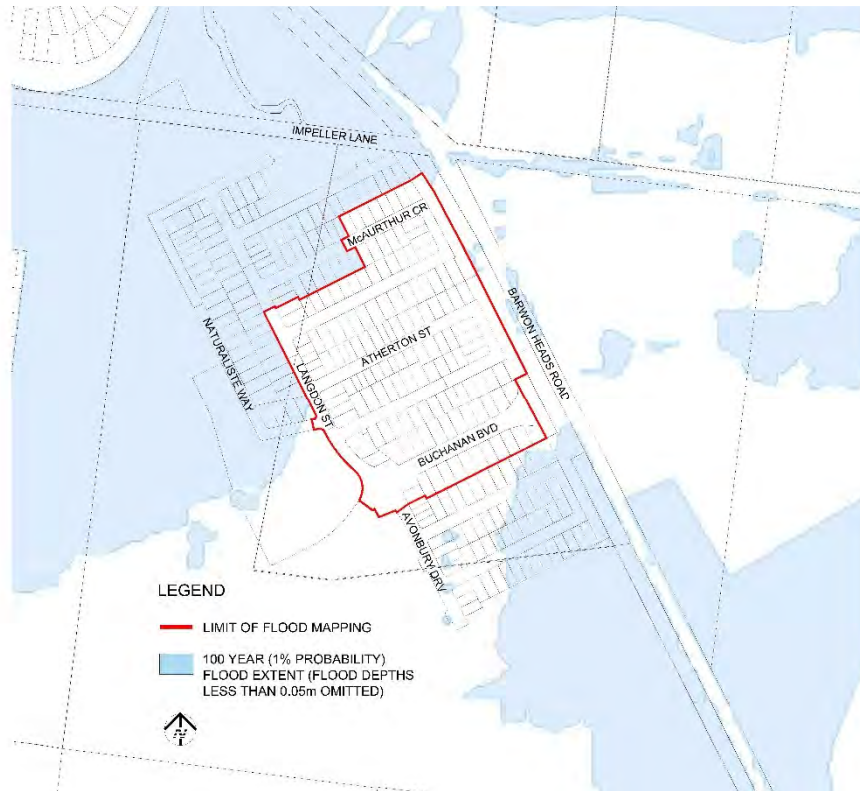 IMPELLER LANE
McAURTHUR CR
BARWON HEADS ROAD
ATHERTON ST
NATURALISTE WAY
LANGDON ST
BUCHANAN BVD
AVONBURY DRV
LEGEND
LIMIT OF FLOOD MAPPING
100 YEAR (1% PROBABILITY)
FLOOD EXTENT (FLOOD DEPTHS
LESS THAN 0.05m OMITTED)
N